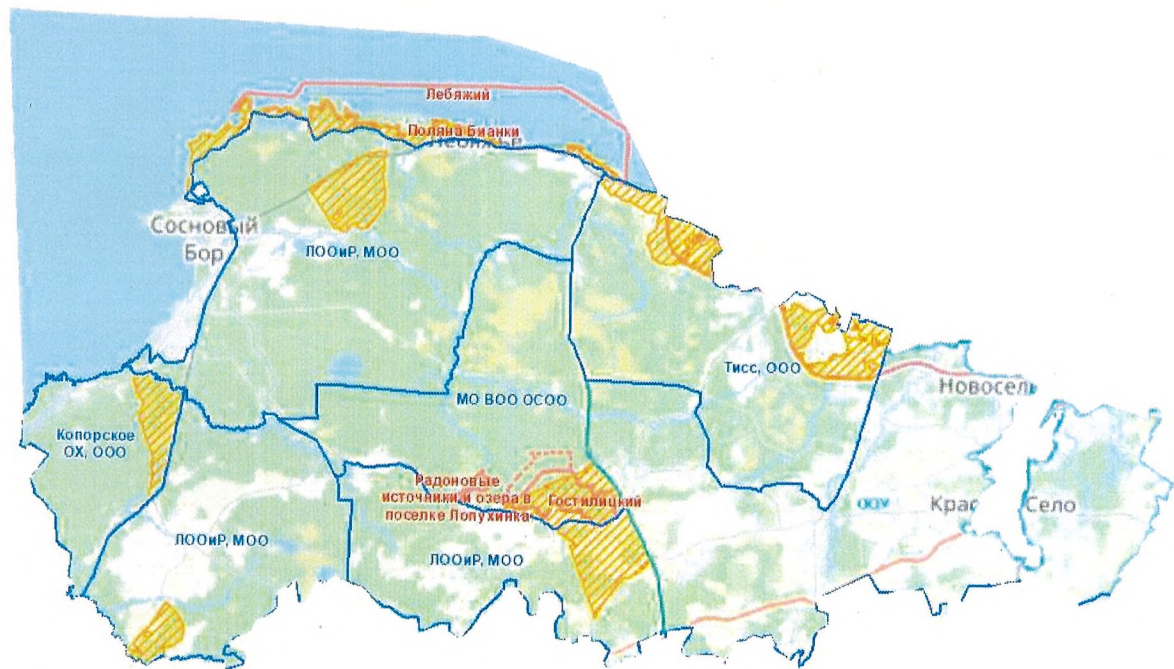 Лебяжий
Поляна Бианки
Сосновый
Бор
ЛООиР, МОО
Тисс, ООО
Новосел
МО ВОО ОСОО
Копорское
ОХ, ООО
Радоновые
источники и озера в
поселке Лопухинка
Гостилицкий
Крас
Село
ЛООиР, МОО
ЛООиР, МОО